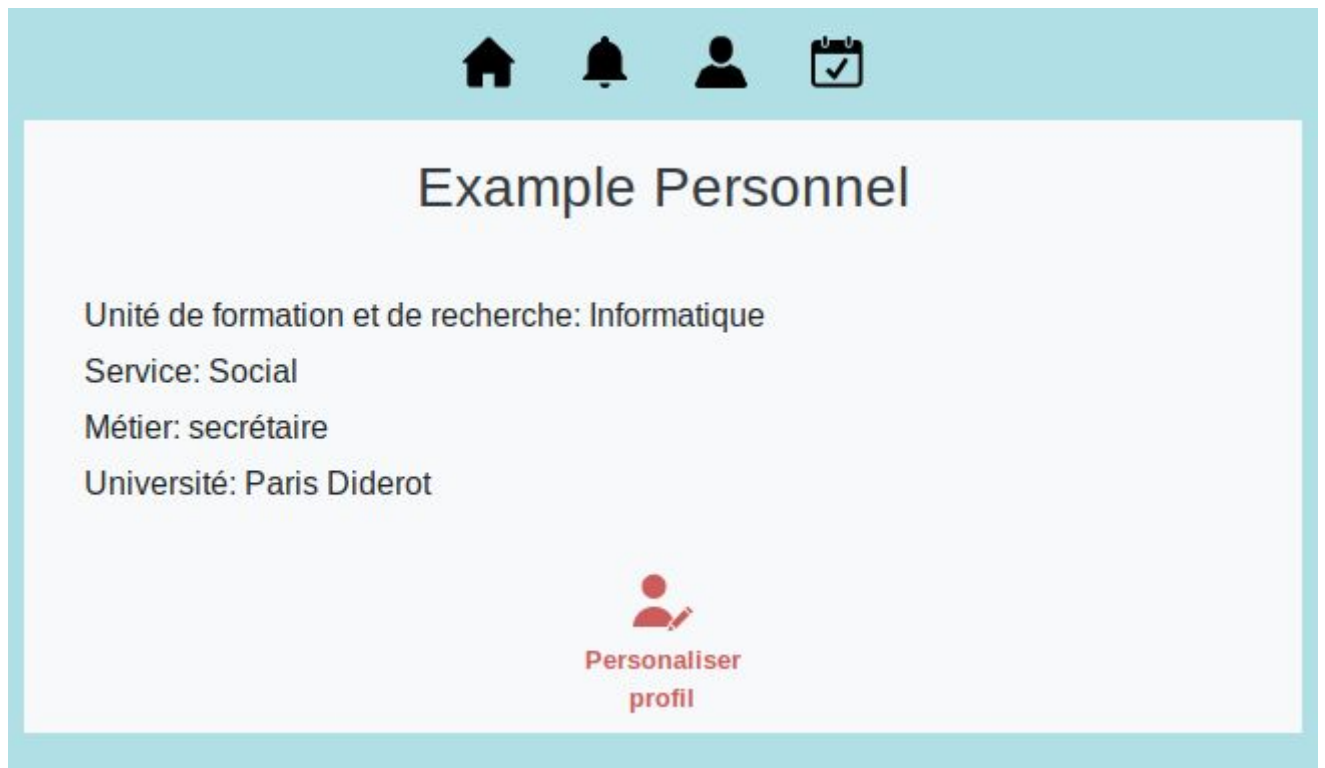 Example Personnel
Unité de formation et de recherche: Informatique
Service: Social
Métier: secrétaire
Université: Paris Diderot
Personaliser
profil